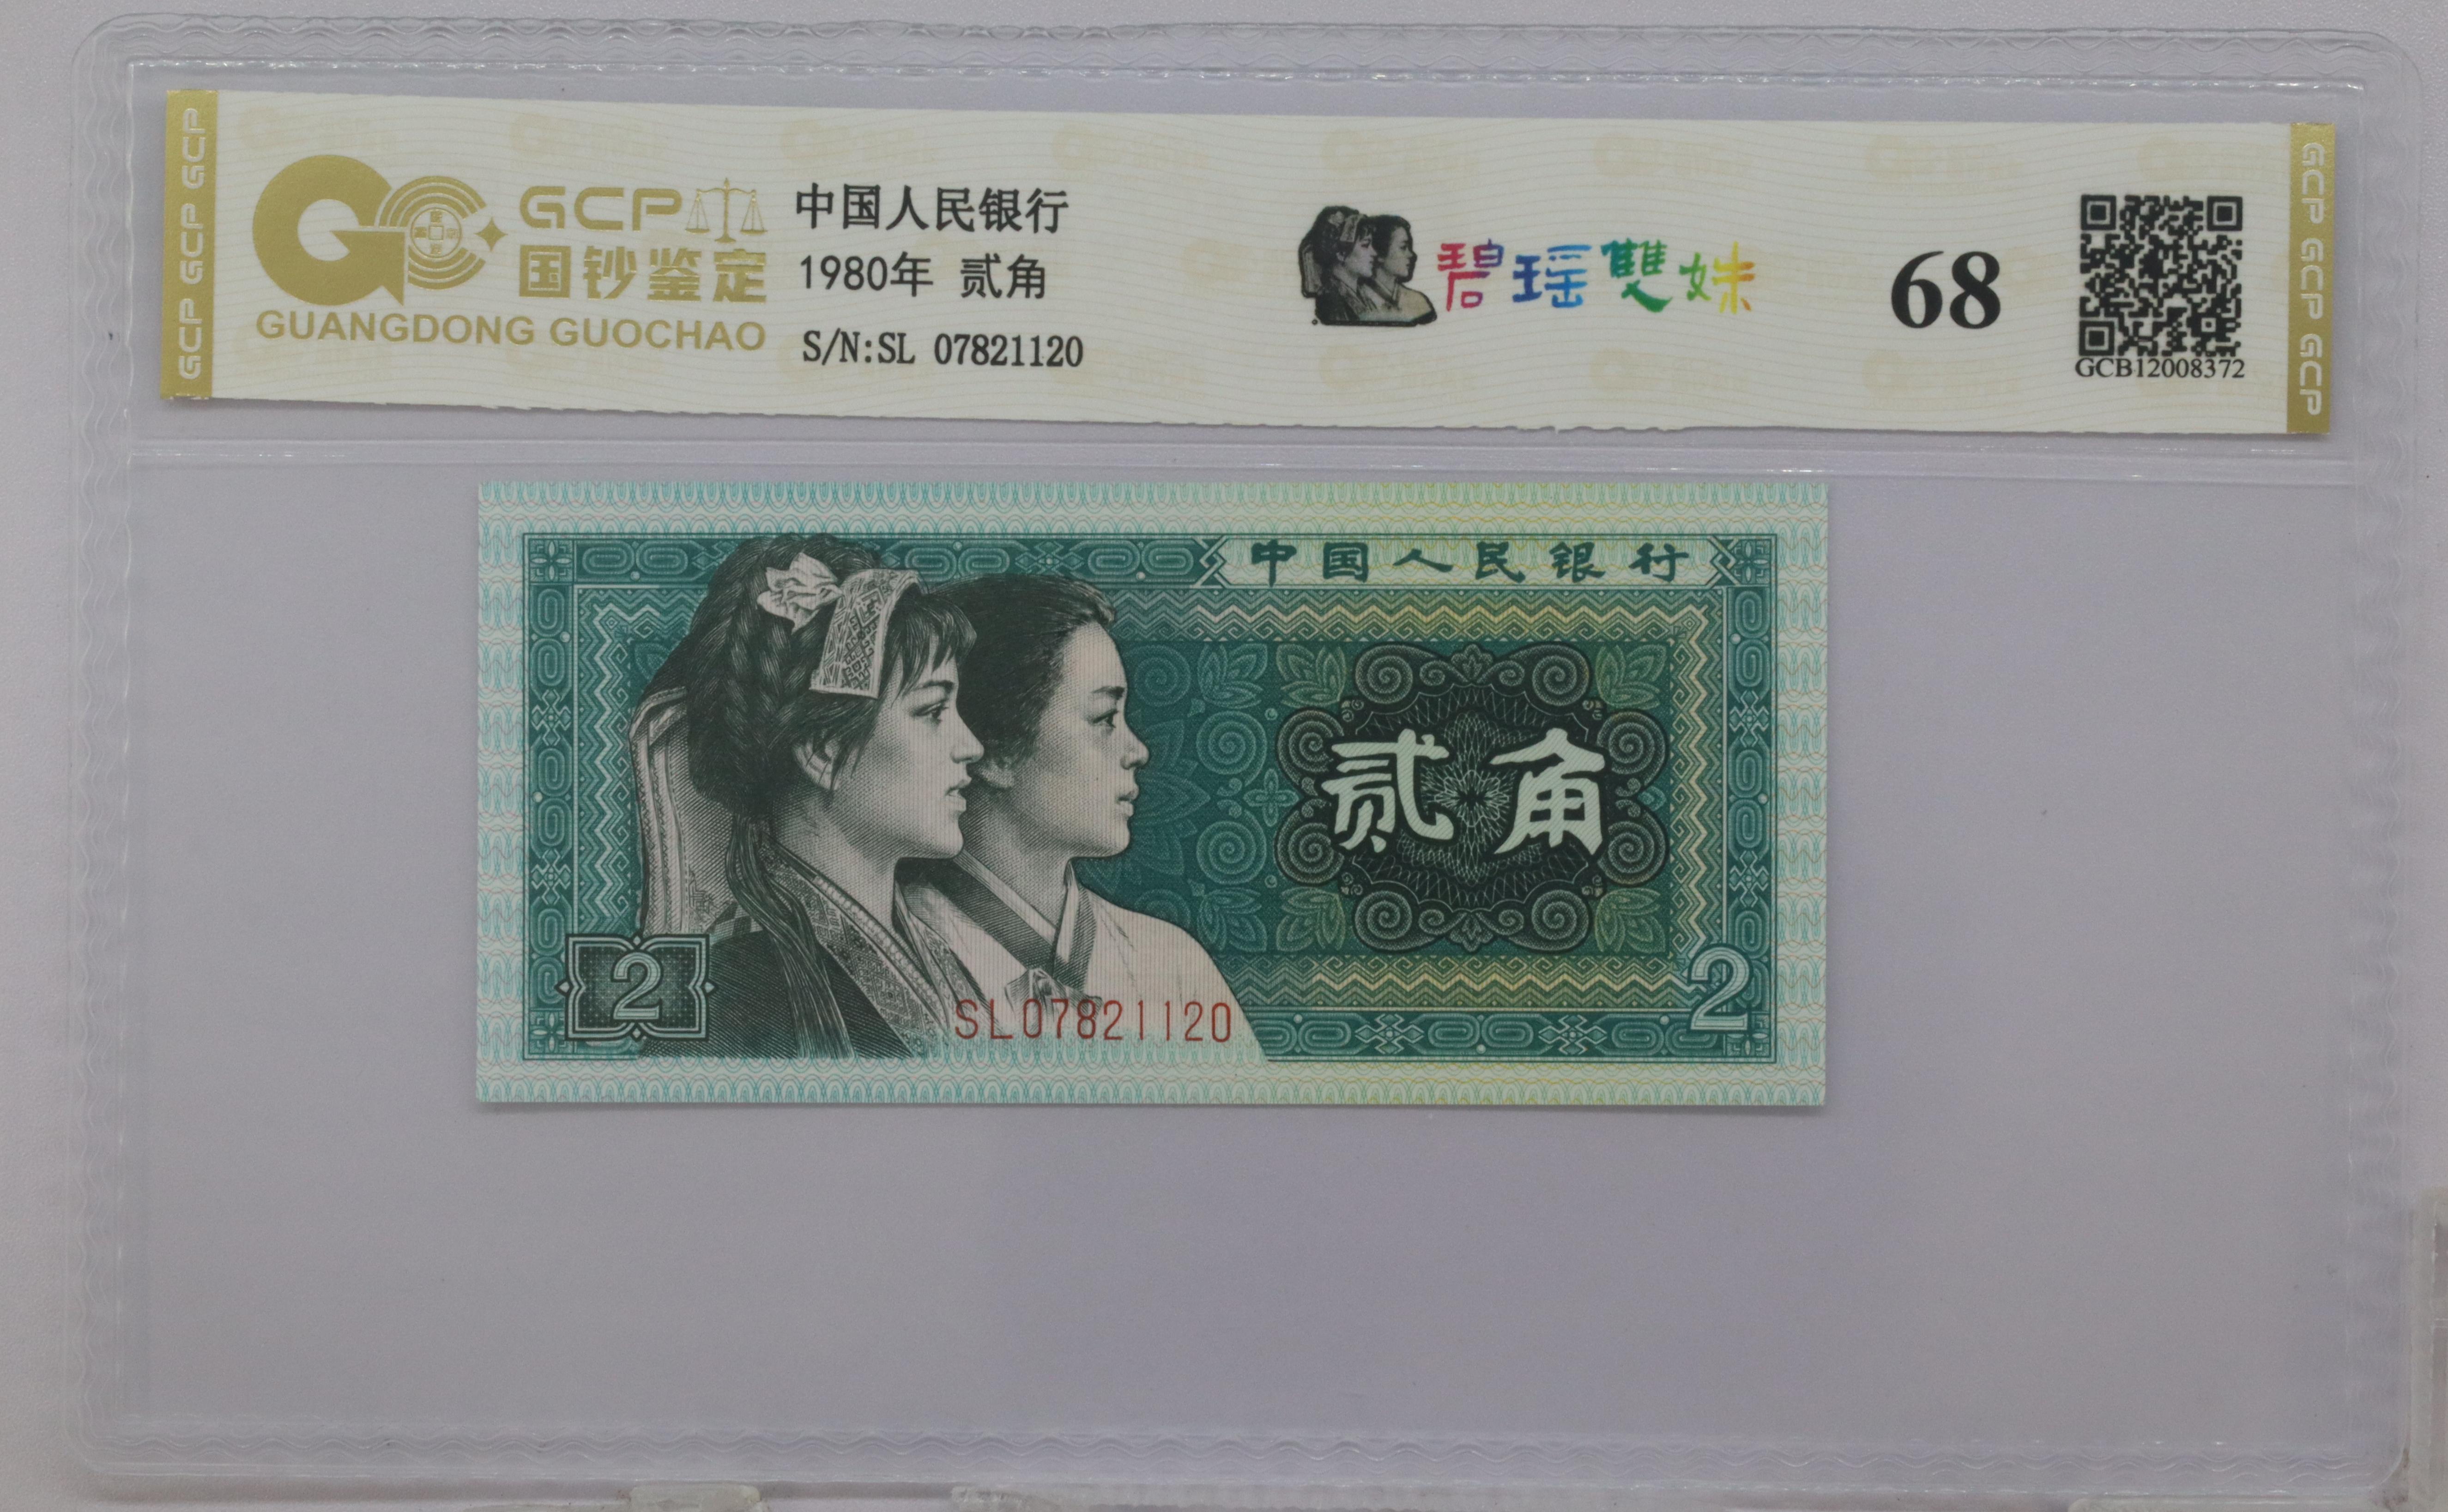 GCP GCP GCP
GCP
国钞鉴定
GUANGDONG GUOCHAO
中国人民银行
1980年 贰角
S/N:SL 07821120
碧瑶雙姝
68
GCB12008372
GCP GCP GCP
中国人民银行
贰角
2
SL07821120
2